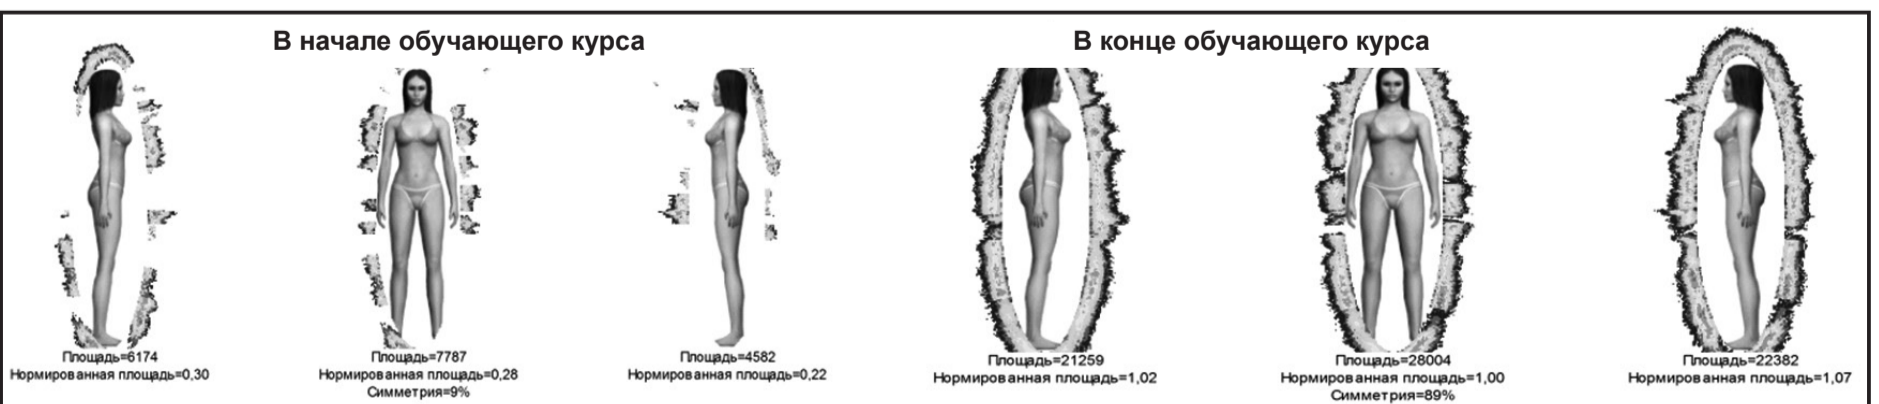 В начале обучающего курса
В конце обучающего курса
Площадь=6174
Нормированная площадь=0,30
Площадь=7787
Нормированная площадь=0,28
Симметрия=9%
Площадь=4582
Нормированная площадь=0,22
Площадь=21259
Нормированная площадь=1,02
Площадь=28004
Нормированная площадь=1,00
Симметрия=89%
Площадь=22382
Нормированная площадь=1,07